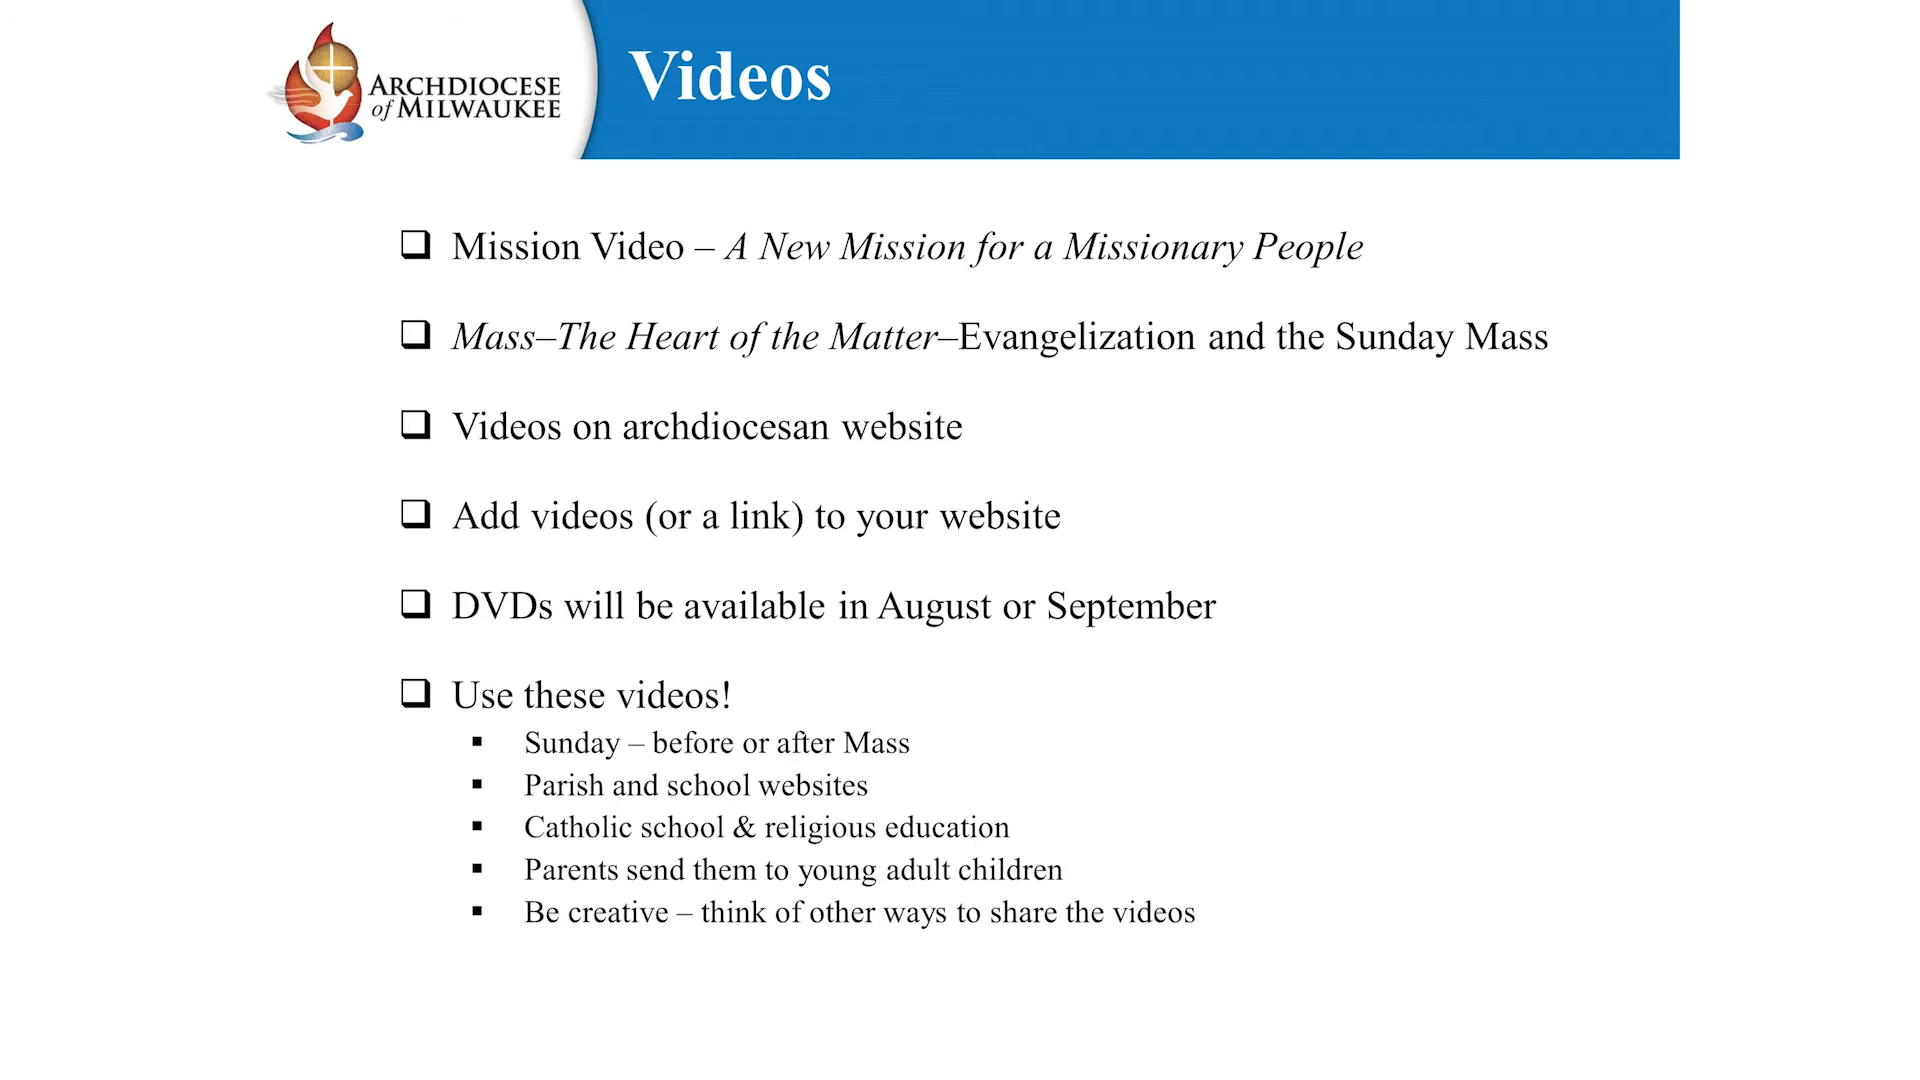 ARCHDIOCESE
of MILWAUKEE
Videos
Mission Video – A New Mission for a Missionary People
Mass–The Heart of the Matter–Evangelization and the Sunday Mass
Videos on archdiocesan website
Add videos (or a link) to your website
DVDs will be available in August or September
Use these videos!
Sunday – before or after Mass
Parish and school websites
Catholic school & religious education
Parents send them to young adult children
Be creative – think of other ways to share the videos